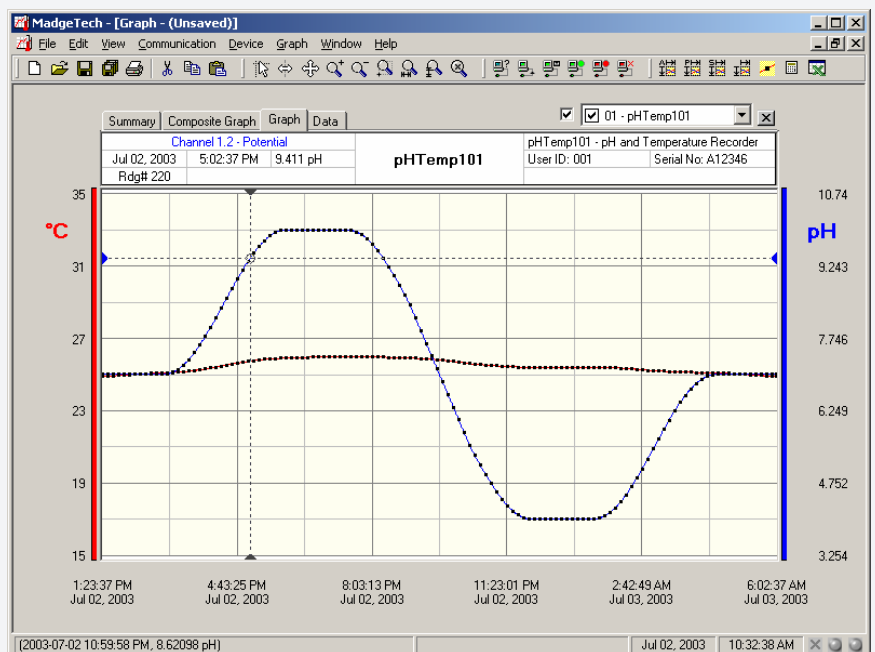 MadgeTech - [Graph - (Unsaved)]
File Edit View Communication Device Graph Window Help
Summary Composite Graph Graph Data 01 - pHTemp101
Channel 1.2 - Potential pHTemp101 - pH and Temperature Recorder
Jul 02, 2003 5:02:37 PM 9.411 pH pHTemp101 User ID: 001 Serial No: A12346
Rdg# 220
35 10.74
°C pH
31 9.243
27 7.746
23 6.249
19 4.752
15 3.254
1:23:37 PM 4:43:25 PM 8:03:13 PM 11:23:01 PM 2:42:49 AM 6:02:37 AM
Jul 02, 2003 Jul 02, 2003 Jul 02, 2003 Jul 02, 2003 Jul 03, 2003 Jul 03, 2003
(2003-07-02 10:59:58 PM, 8.62098 pH) Jul 02, 2003 10:32:38 AM